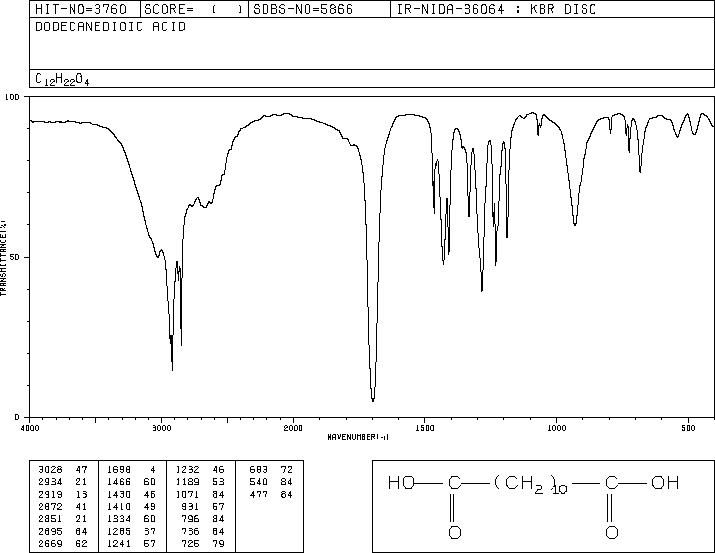 HIT-NO=3760 SCORE= ( ) SDBS-NO=5866 IR-NIDA-36064 : KBR DISC
DODECANEDIOIC ACID
C12H22O4
100
50
0
TRANSMITTANCE(%)
4000 3000 2000 1500 1000 500
WAVENUMBER(-1)
3028 47 1698 4 1232 46 683 72
2934 21 1466 60 1189 53 540 84
2919 13 1430 46 1071 84 477 84
2872 41 1410 49 931 57
2851 21 1334 60 796 84
2695 64 1285 37 736 84
2669 62 1241 57 725 79
HO—C—(CH2)10—C—OH
O O